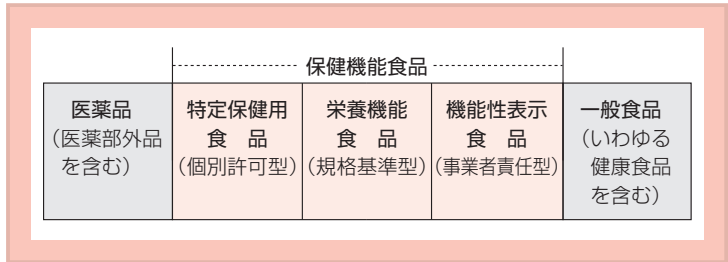 保健機能食品
医薬品
（医薬部外品
を含む）
特定保健用
食　品
（個別許可型）
栄養機能
食　品
（規格基準型）
機能性表示
食　品
（事業者責任型）
一般食品
（いわゆる
健康食品
を含む）